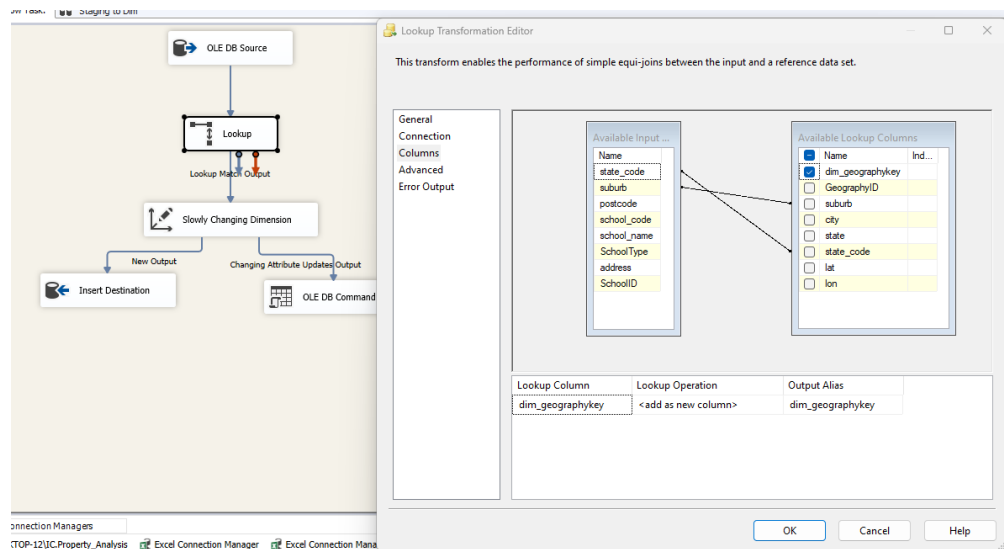 ow Task: Staging to Dim
OLE DB Source
Lookup
Lookup Match Output
Slowly Changing Dimension
New Output
Changing Attribute Updates Output
Insert Destination
OLE DB Command
onnection Managers
KTOP-12\IC.Property_Analysis Excel Connection Manager Excel Connection Mana
Lookup Transformation Editor
This transform enables the performance of simple equi-joins between the input and a reference data set.
General
Connection
Columns
Advanced
Error Output
Available Input ...
Name
state_code
suburb
postcode
school_code
school_name
SchoolType
address
SchoolID
Available Lookup Columns
Name Ind...
dim_geographykey
GeographyID
suburb
city
state
state_code
lat
lon
Lookup Column Lookup Operation Output Alias
dim_geographykey <add as new column> dim_geographykey
OK Cancel Help